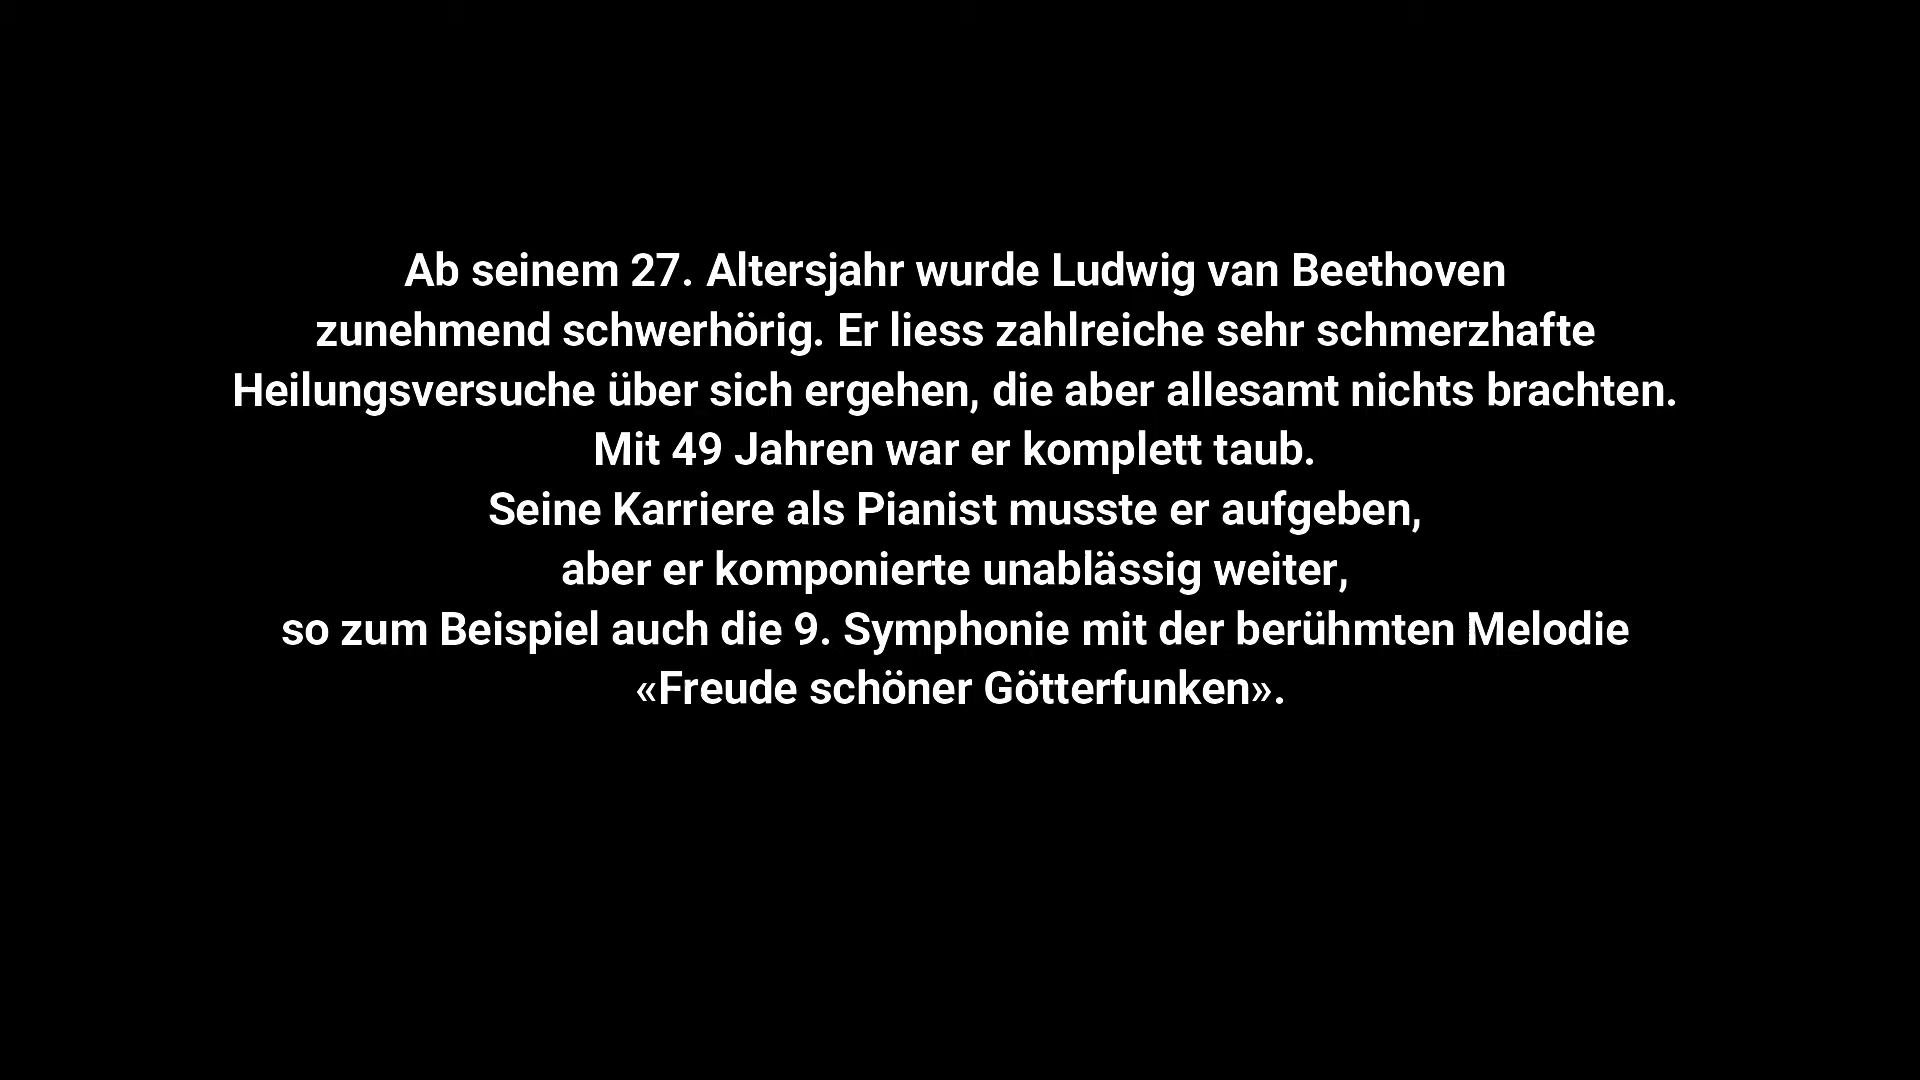 Ab seinem 27. Altersjahr wurde Ludwig van Beethoven
zunehmend schwerhörig. Er liess zahlreiche sehr schmerzhafte
Heilungsversuche über sich ergehen, die aber allesamt nichts brachten.
Mit 49 Jahren war er komplett taub.
Seine Karriere als Pianist musste er aufgeben,
aber er komponierte unablässig weiter,
so zum Beispiel auch die 9. Symphonie mit der berühmten Melodie
«Freude schöner Götterfunken».